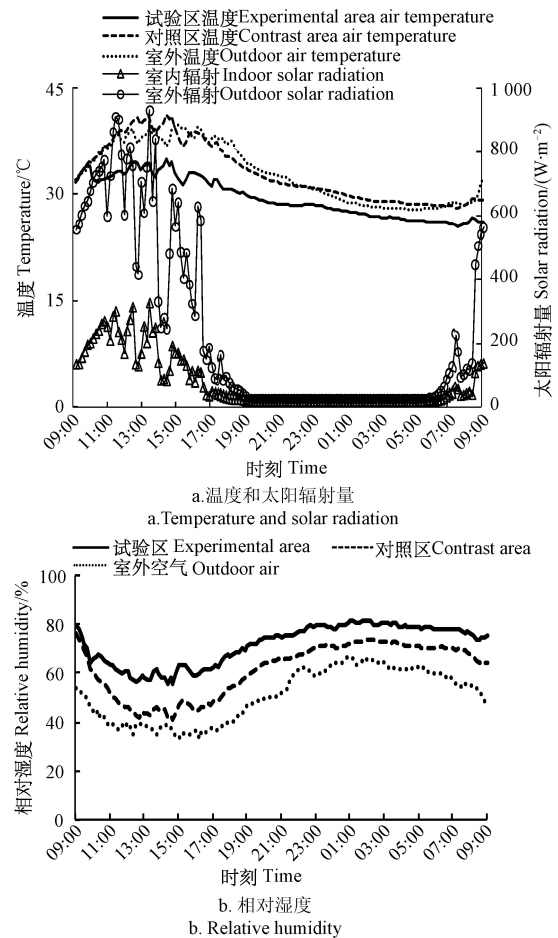 试验区温度Experimental area air temperature
对照区温度Contrast area air temperature
室外温度Outdoor air temperature
室内辐射Indoor solar radiation
室外辐射Outdoor solar radiation
温度 Temperature/℃
45
30
15
0
太阳辐射量 Solar radiation/(W·m⁻²)
1 000
800
600
400
200
0
09:00
11:00
13:00
15:00
17:00
19:00
21:00
23:00
01:00
03:00
05:00
07:00
09:00
时刻 Time
a.温度和太阳辐射量
a.Temperature and solar radiation
试验区 Experimental area
对照区Contrast area
室外空气 Outdoor air
相对湿度 Relative humidity/%
100
80
60
40
20
0
09:00
11:00
13:00
15:00
17:00
19:00
21:00
23:00
01:00
03:00
05:00
07:00
09:00
时刻 Time
b. 相对湿度
b. Relative humidity